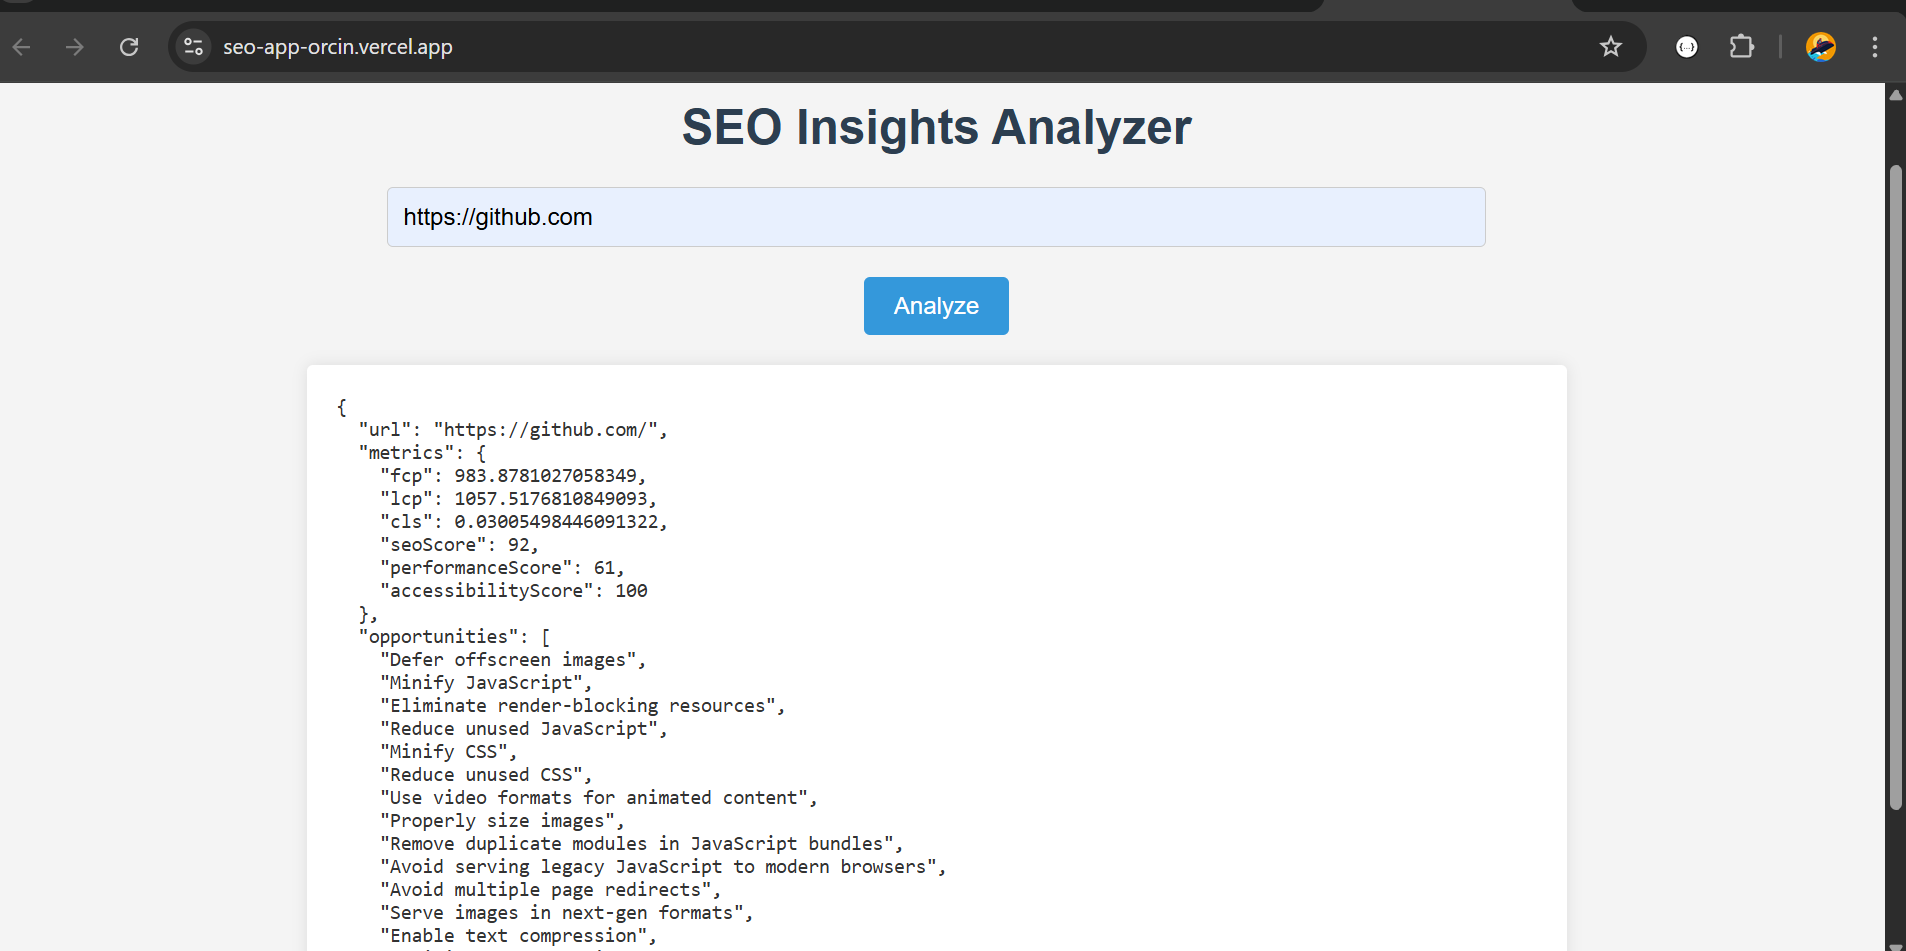 seo-app-orcin.vercel.app
SEO Insights Analyzer
https://github.com
Analyze
{
"url": "https://github.com/",
"metrics": {
"fcp": 983.8781027058349,
"lcp": 1057.5176810849093,
"cls": 0.03005498446091322,
"seoScore": 92,
"performanceScore": 61,
"accessibilityScore": 100
},
"opportunities": [
"Defer offscreen images",
"Minify JavaScript",
"Eliminate render-blocking resources",
"Reduce unused JavaScript",
"Minify CSS",
"Reduce unused CSS",
"Use video formats for animated content",
"Properly size images",
"Remove duplicate modules in JavaScript bundles",
"Avoid serving legacy JavaScript to modern browsers",
"Avoid multiple page redirects",
"Serve images in next-gen formats",
"Enable text compression",